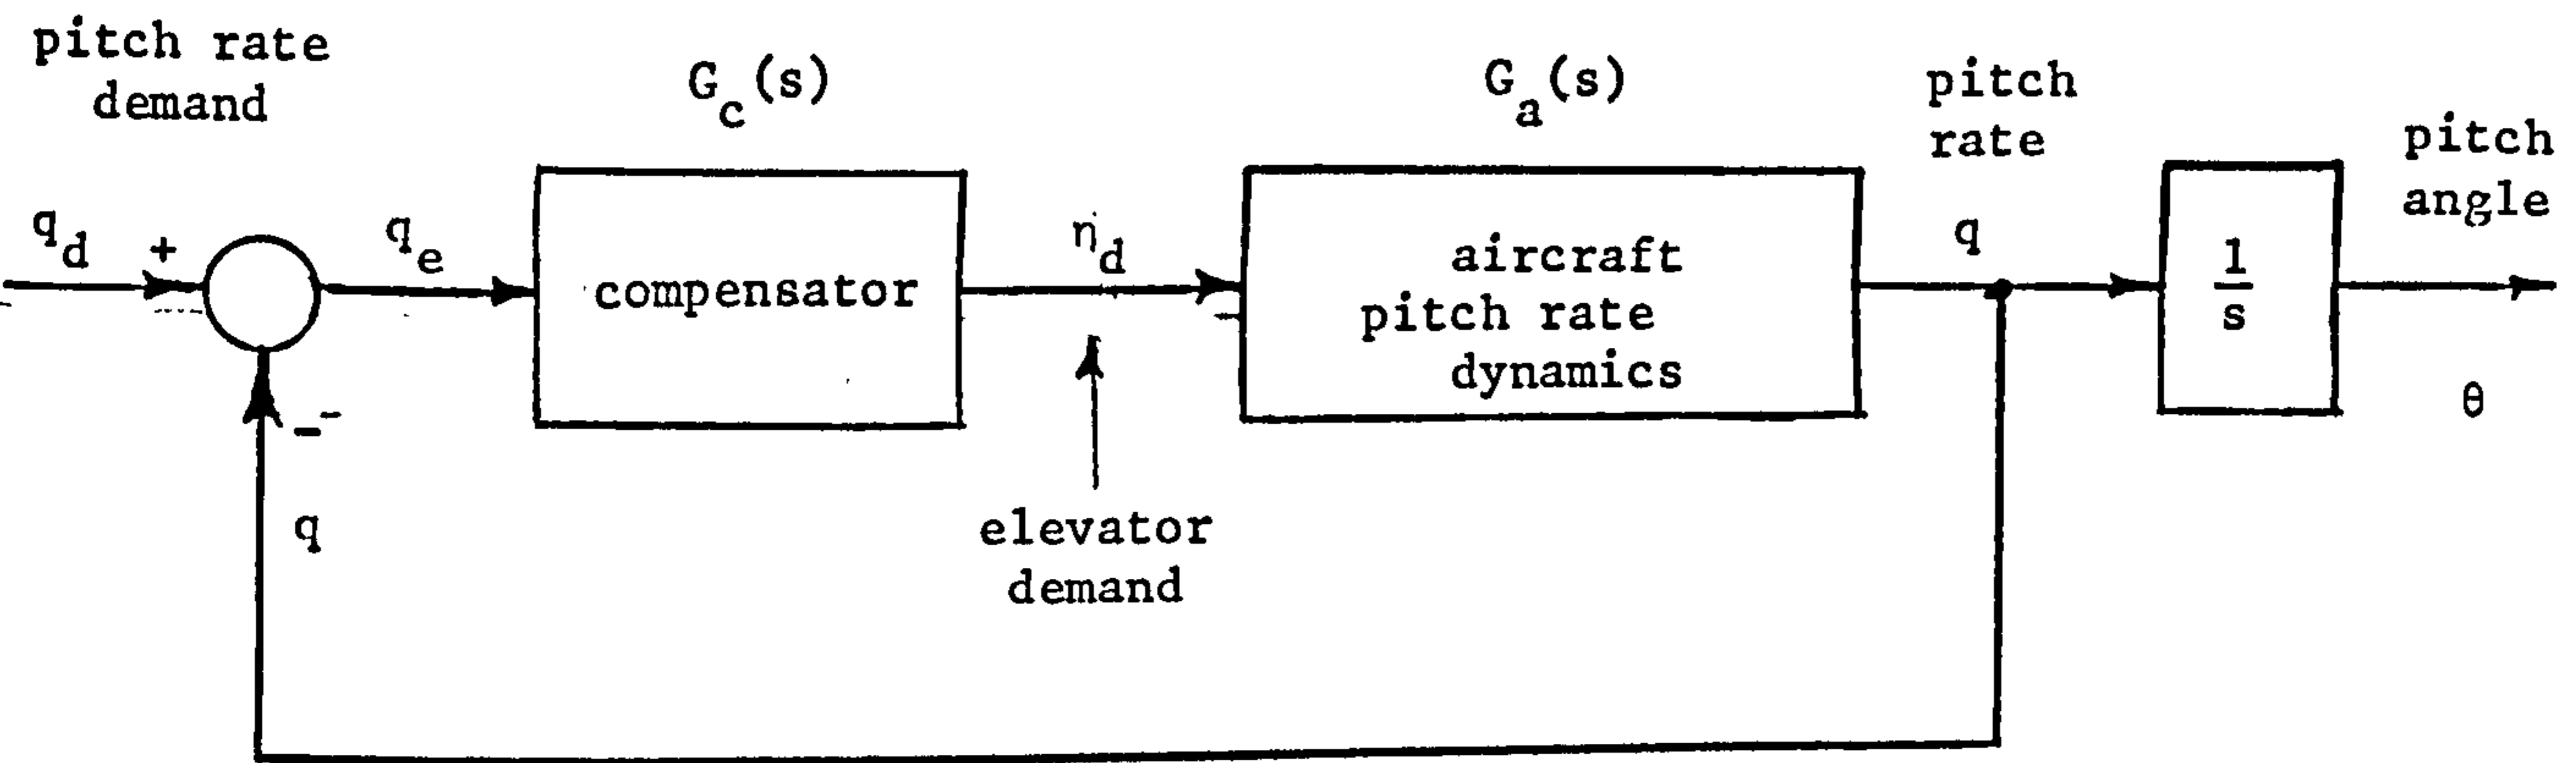 pitch rate
demand
G_c(s)
G_a(s)
pitch
rate
pitch
angle
q_d
+
q_e
compensator
η_d
aircraft
pitch rate
dynamics
q
1
s
θ
−
q
elevator
demand